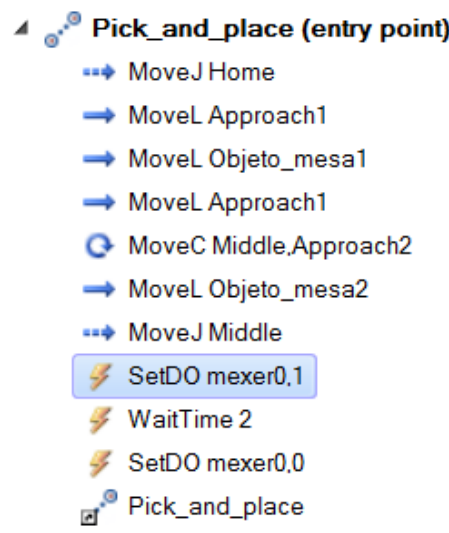 Pick_and_place (entry point)
MoveJ Home
MoveL Approach1
MoveL Objeto_mesa1
MoveL Approach1
MoveC Middle,Approach2
MoveL Objeto_mesa2
MoveJ Middle
SetDO mexer0,1
WaitTime 2
SetDO mexer0,0
Pick_and_place